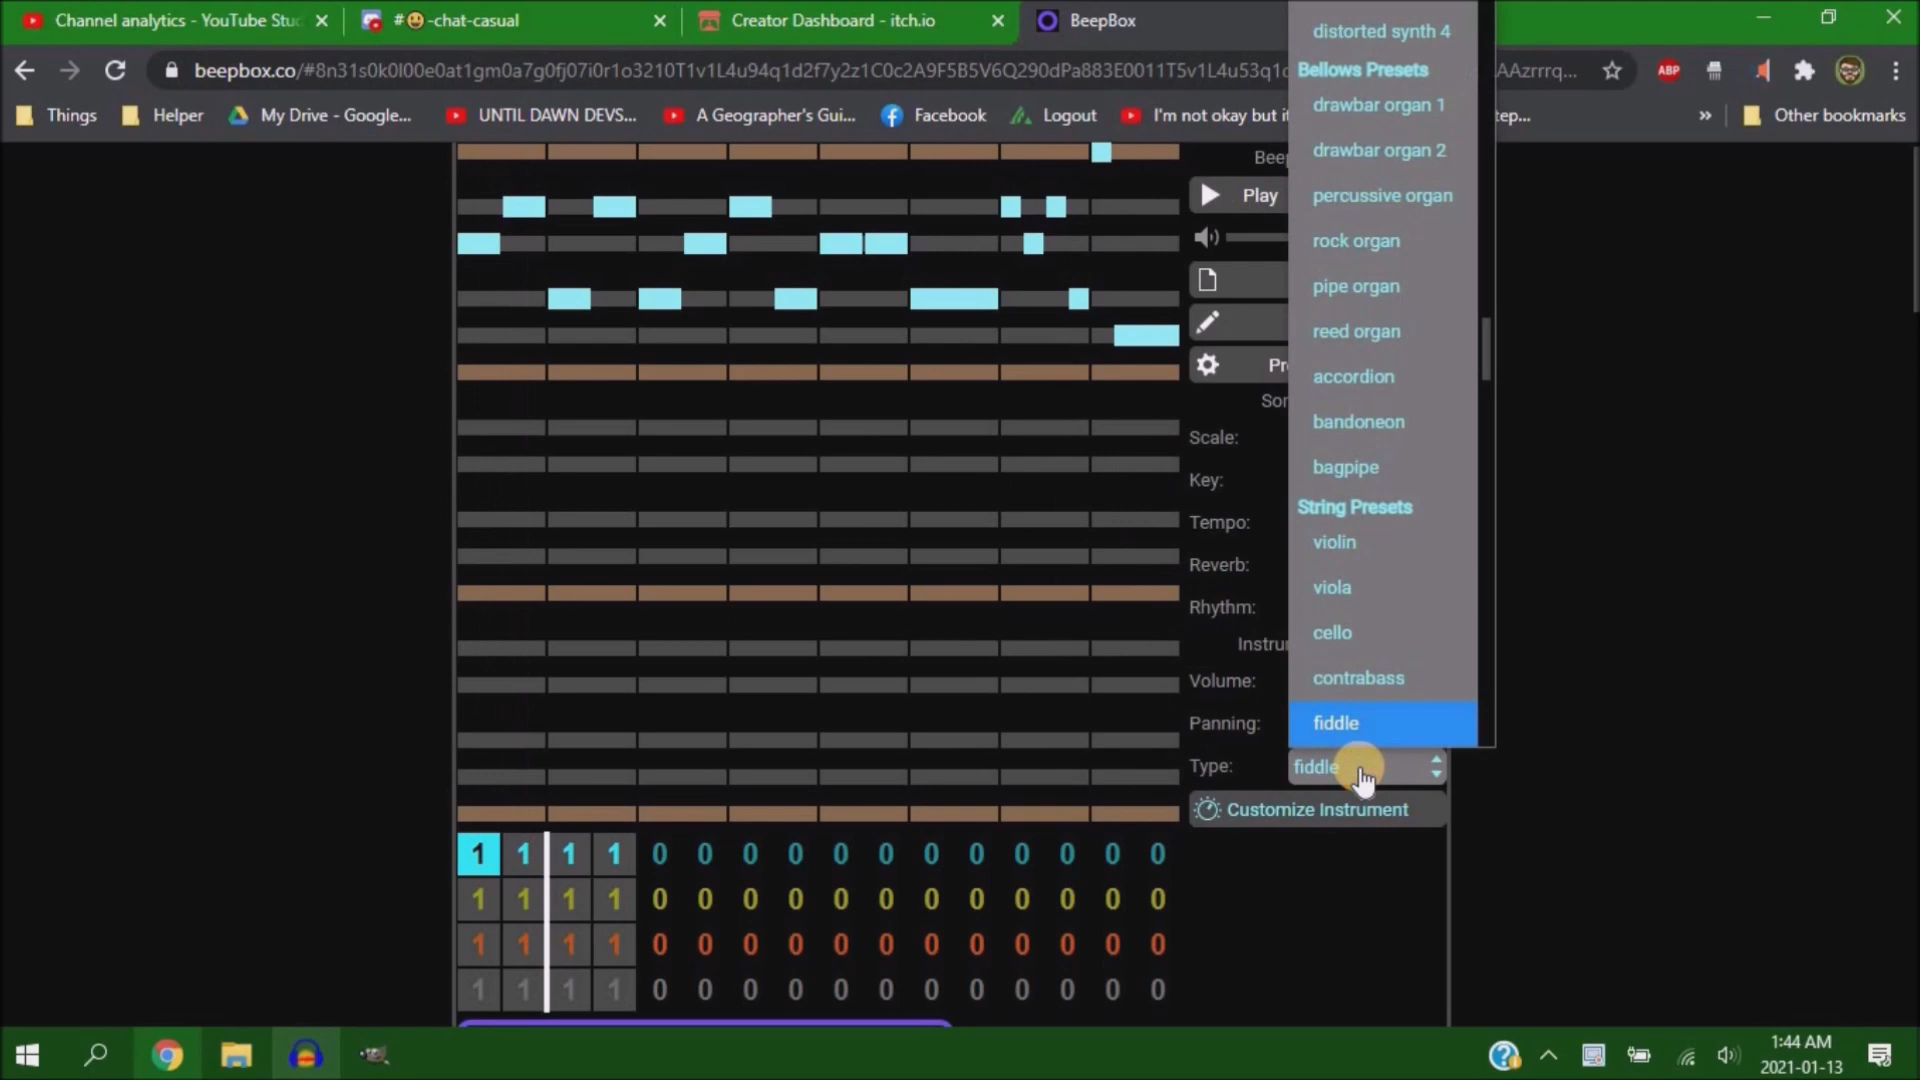 Channel analytics - YouTube Stu
#😃-chat-casual
Creator Dashboard - itch.io
BeepBox
beepbox.co/#8n31s0k0l00e0at1gm0a7g0fj07i0r1o3210T1v1L4u94q1d2f7y2z1C0c2A9F5B5V6Q290dPa883E0011T5v1L4u53q1
AAzrrrq...
ABP
Things
Helper
My Drive - Google...
UNTIL DAWN DEVS...
A Geographer's Gui...
Facebook
Logout
I'm not okay but it
tep...
Other bookmarks
distorted synth 4
Bellows Presets
drawbar organ 1
drawbar organ 2
percussive organ
rock organ
pipe organ
reed organ
accordion
bandoneon
bagpipe
String Presets
violin
viola
cello
contrabass
fiddle
Beep
Play
Pre
Son
Scale:
Key:
Tempo:
Reverb:
Rhythm:
Instru
Volume:
Panning:
Type:
fiddle
Customize Instrument
1 1 1 1 0 0 0 0 0 0 0 0 0 0 0 0
1 1 1 1 0 0 0 0 0 0 0 0 0 0 0 0
1 1 1 1 0 0 0 0 0 0 0 0 0 0 0 0
1 1 1 1 0 0 0 0 0 0 0 0 0 0 0 0
1:44 AM
2021-01-13